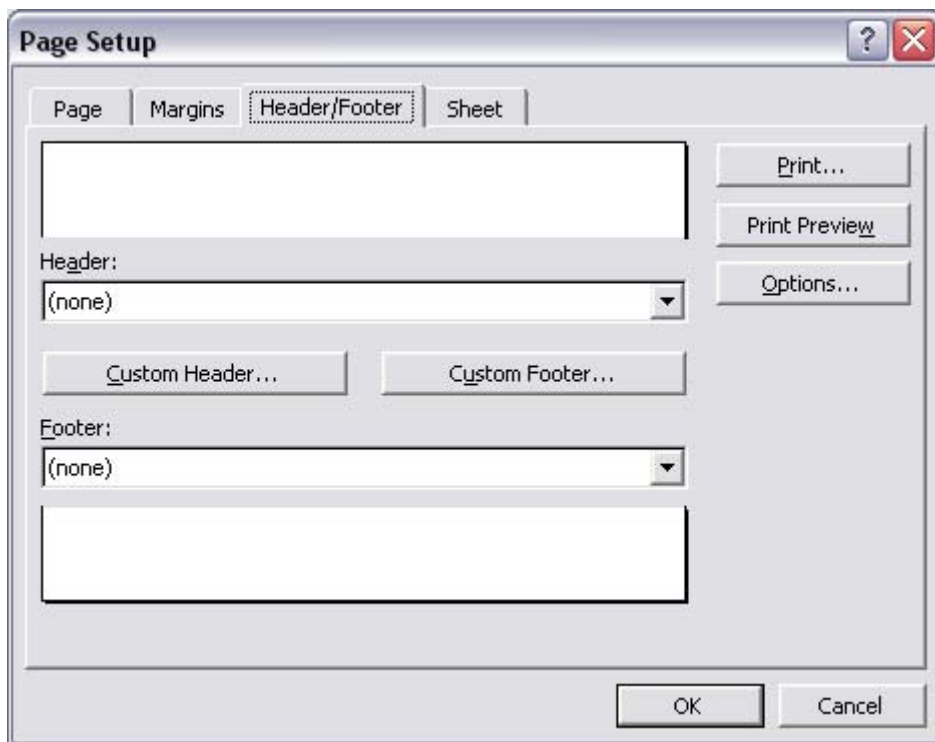 Page Setup
Page Margins Header/Footer Sheet
Print...
Print Preview
Header:
Options...
(none)
Custom Header... Custom Footer...
Footer:
(none)
OK Cancel